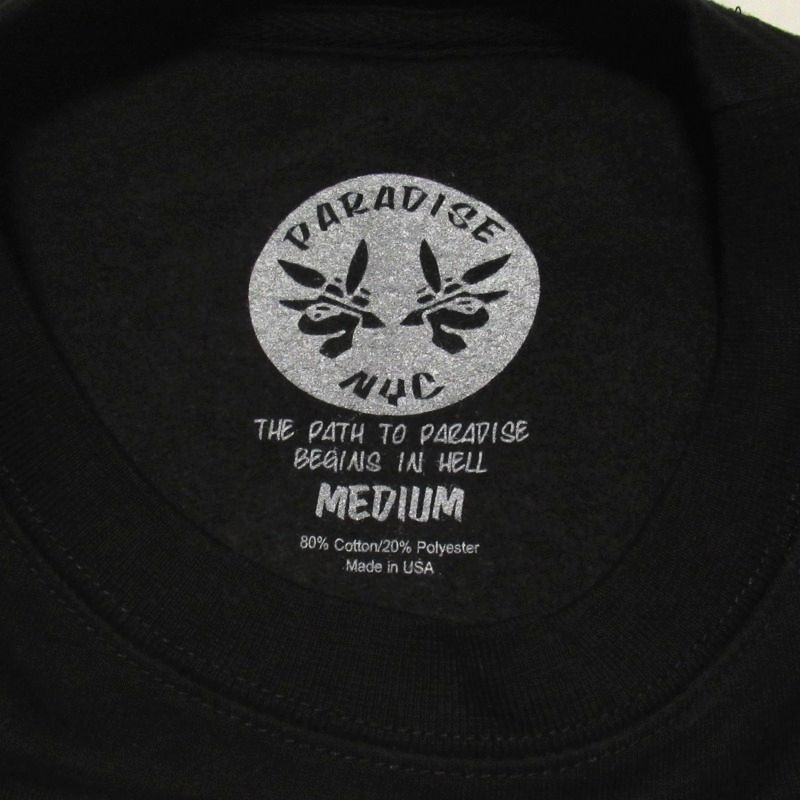 PARADISE
NYC
THE PATH TO PARADISE
BEGINS IN HELL
MEDIUM
80% Cotton/20% Polyester
Made in USA